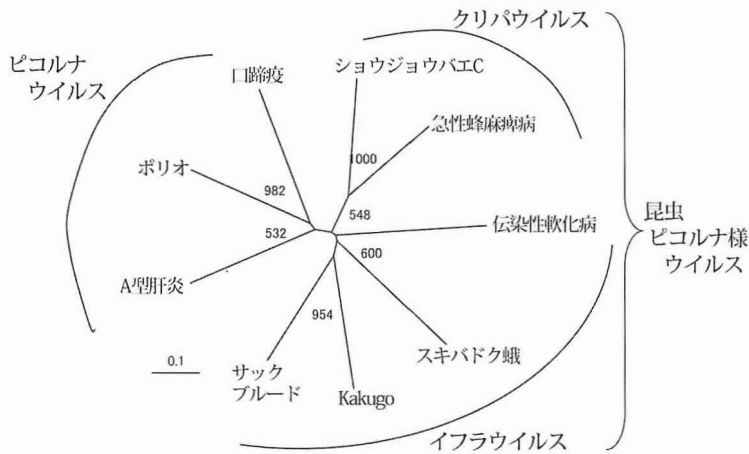 クリパウイルス
ピコルナ
ウイルス
口蹄疫
ショウジョウバエC
急性蜂麻痺病
1000
ポリオ
982
548
532
伝染性軟化病
昆虫
ピコルナ様
ウイルス
600
A型肝炎
954
スキバドク蛾
0.1
サック
ブルード
Kakugo
イフラウイルス